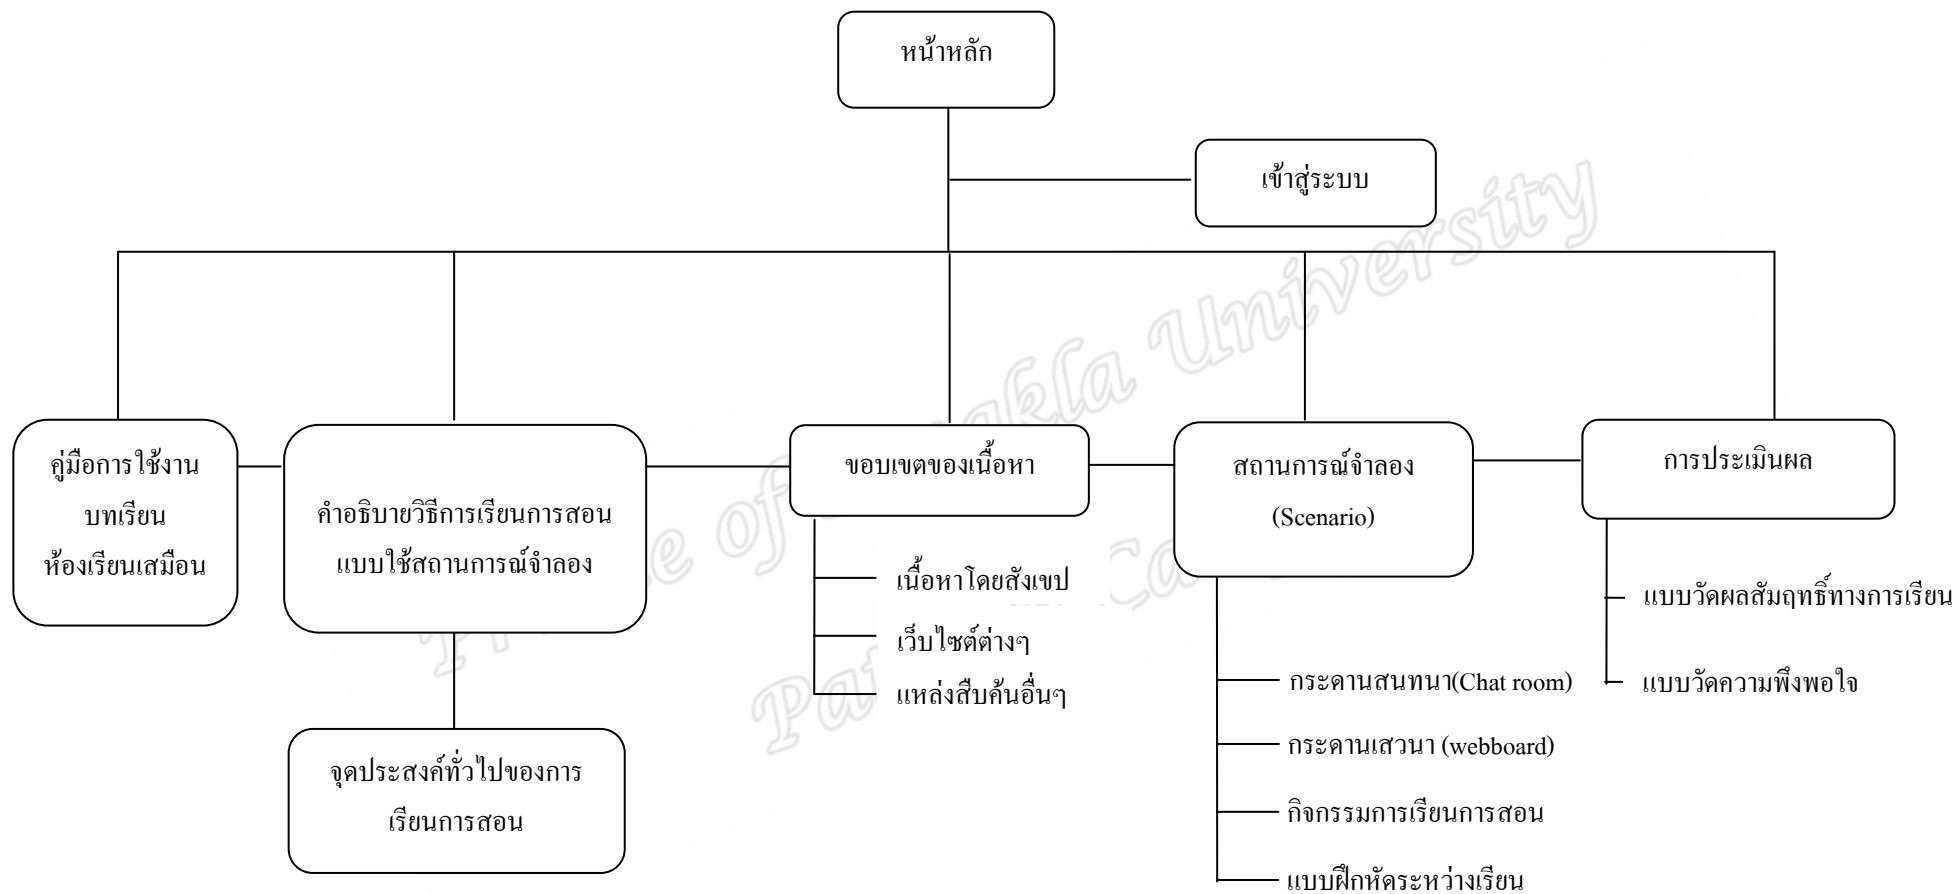 หน้าหลัก
เข้าสู่ระบบ
คู่มือการใช้งาน
บทเรียน
ห้องเรียนเสมือน
คำอธิบายวิธีการเรียนการสอน
แบบใช้สถานการณ์จำลอง
จุดประสงค์ทั่วไปของการ
เรียนการสอน
ขอบเขตของเนื้อหา
เนื้อหาโดยสังเขป
เว็บไซต์ต่างๆ
แหล่งสืบค้นอื่นๆ
สถานการณ์จำลอง
(Scenario)
กระดานสนทนา(Chat room)
กระดานเสวนา (webboard)
กิจกรรมการเรียนการสอน
แบบฝึกหัดระหว่างเรียน
การประเมินผล
แบบวัดผลสัมฤทธิ์ทางการเรียน
แบบวัดความพึงพอใจ
of
University